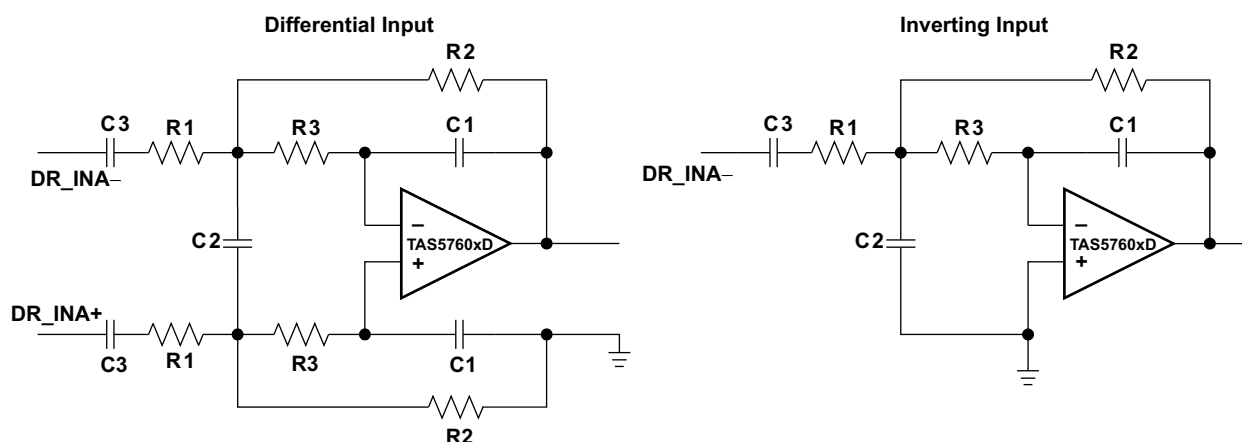 Differential Input
R2
C3
R1
R3
C1
DR_INA−
−
TAS5760xD
+
C2
DR_INA+
C3
R1
R3
C1
R2
Inverting Input
R2
C3
R1
R3
C1
DR_INA−
−
TAS5760xD
+
C2